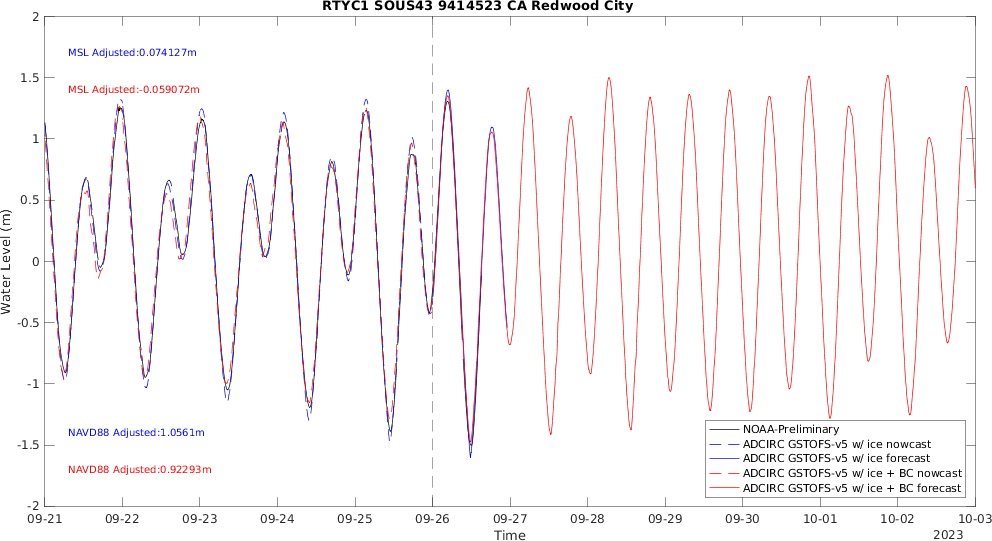 RTYC1 SOUS43 9414523 CA Redwood City
2
1.5
1
0.5
0
-0.5
-1
-1.5
-2
Water Level (m)
MSL Adjusted:0.074127m
MSL Adjusted:-0.059072m
NAVD88 Adjusted:1.0561m
NAVD88 Adjusted:0.92293m
NOAA-Preliminary
ADCIRC GSTOFS-v5 w/ ice nowcast
ADCIRC GSTOFS-v5 w/ ice forecast
ADCIRC GSTOFS-v5 w/ ice + BC nowcast
ADCIRC GSTOFS-v5 w/ ice + BC forecast
09-21 09-22 09-23 09-24 09-25 09-26 09-27 09-28 09-29 09-30 10-01 10-02 10-03
Time
2023